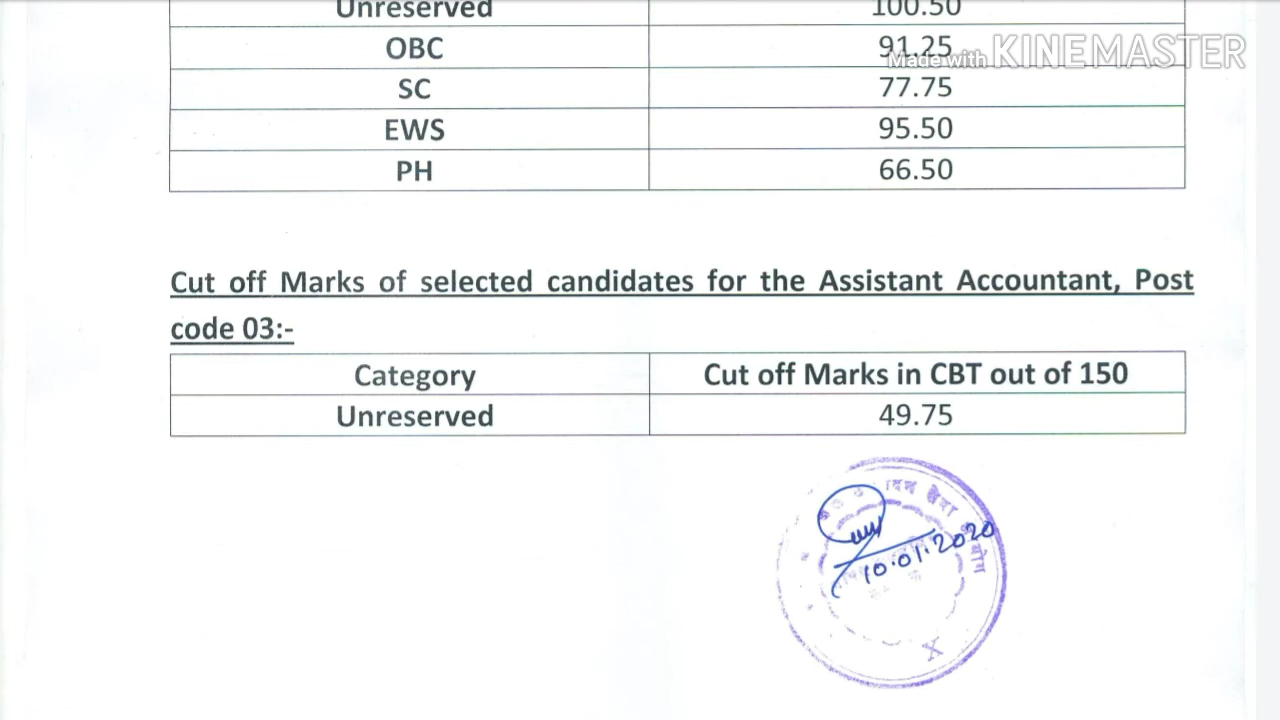 Unreserved 100.50
OBC 91.25
Made with KINEMASTER
SC 77.75
EWS 95.50
PH 66.50
Cut off Marks of selected candidates for the Assistant Accountant, Post
code 03:-
Category Cut off Marks in CBT out of 150
Unreserved 49.75
सेवा
10.01.2020
X